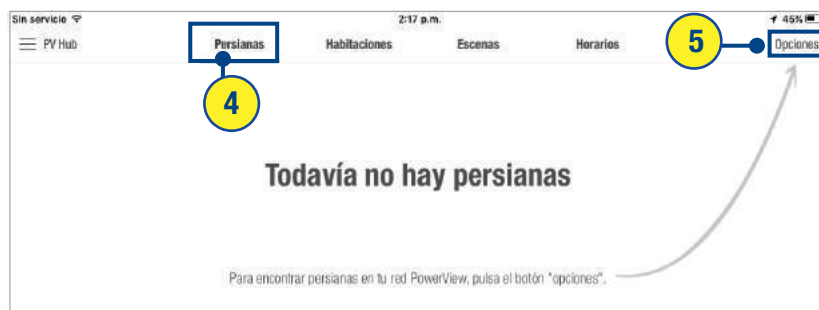 Sin servicio 2:17 p.m. 45%
PV Hub Persianas Habitaciones Escenas Horarios 5 Opciones
4
Todavía no hay persianas
Para encontrar persianas en tu red PowerView, pulsa el botón "opciones".